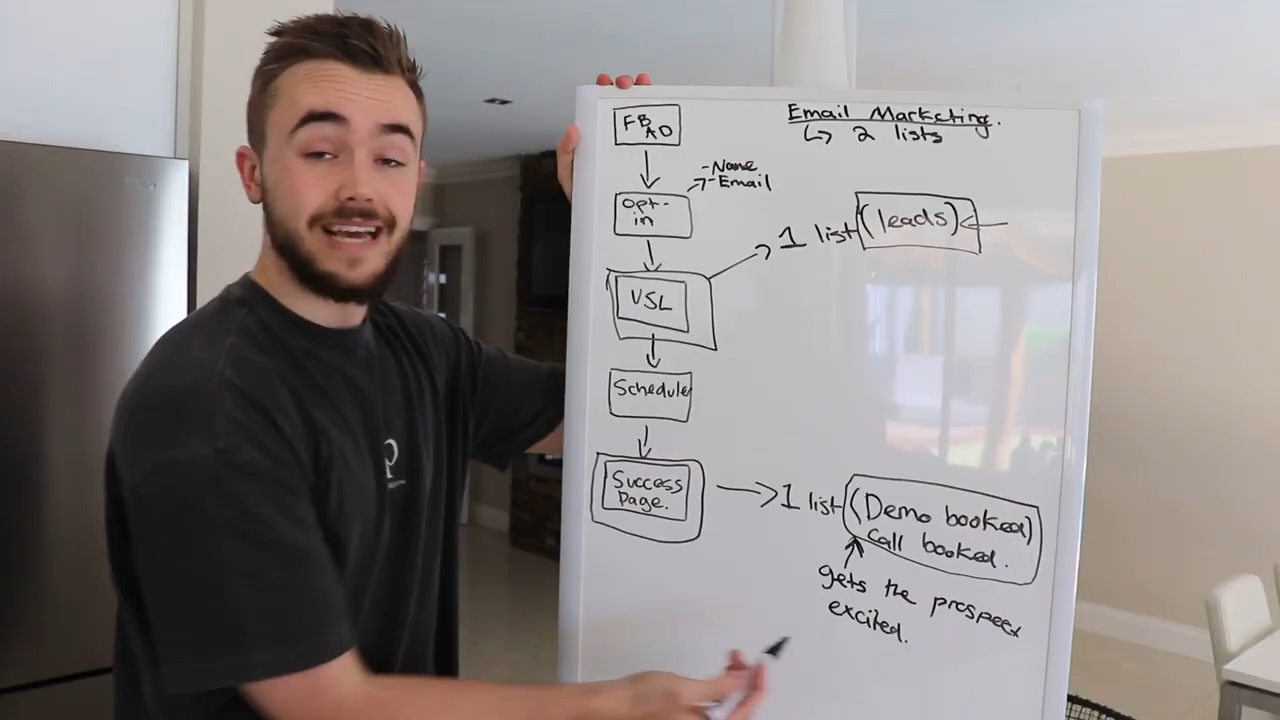 FB AD
Email Marketing.
↳ 2 lists
-Name
-Email
opt-
in
1 list (leads)
VSL
Scheduler
Success
Page.
1 list (Demo booked)
Call booked.
gets the prospect
excited.
P